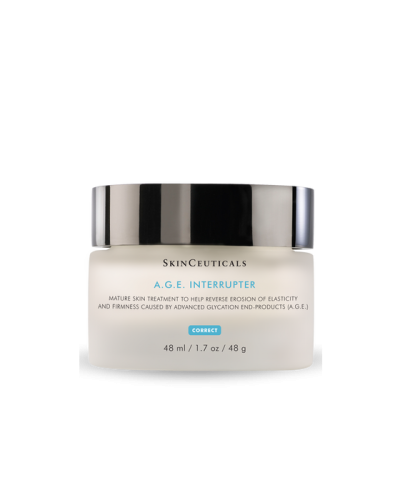 SKINCEUTICALS
A.G.E. INTERRUPTER
MATURE SKIN TREATMENT TO HELP REVERSE EROSION OF ELASTICITY
AND FIRMNESS CAUSED BY ADVANCED GLYCATION END-PRODUCTS (A.G.E.)
CORRECT
48 ml / 1.7 oz / 48 g